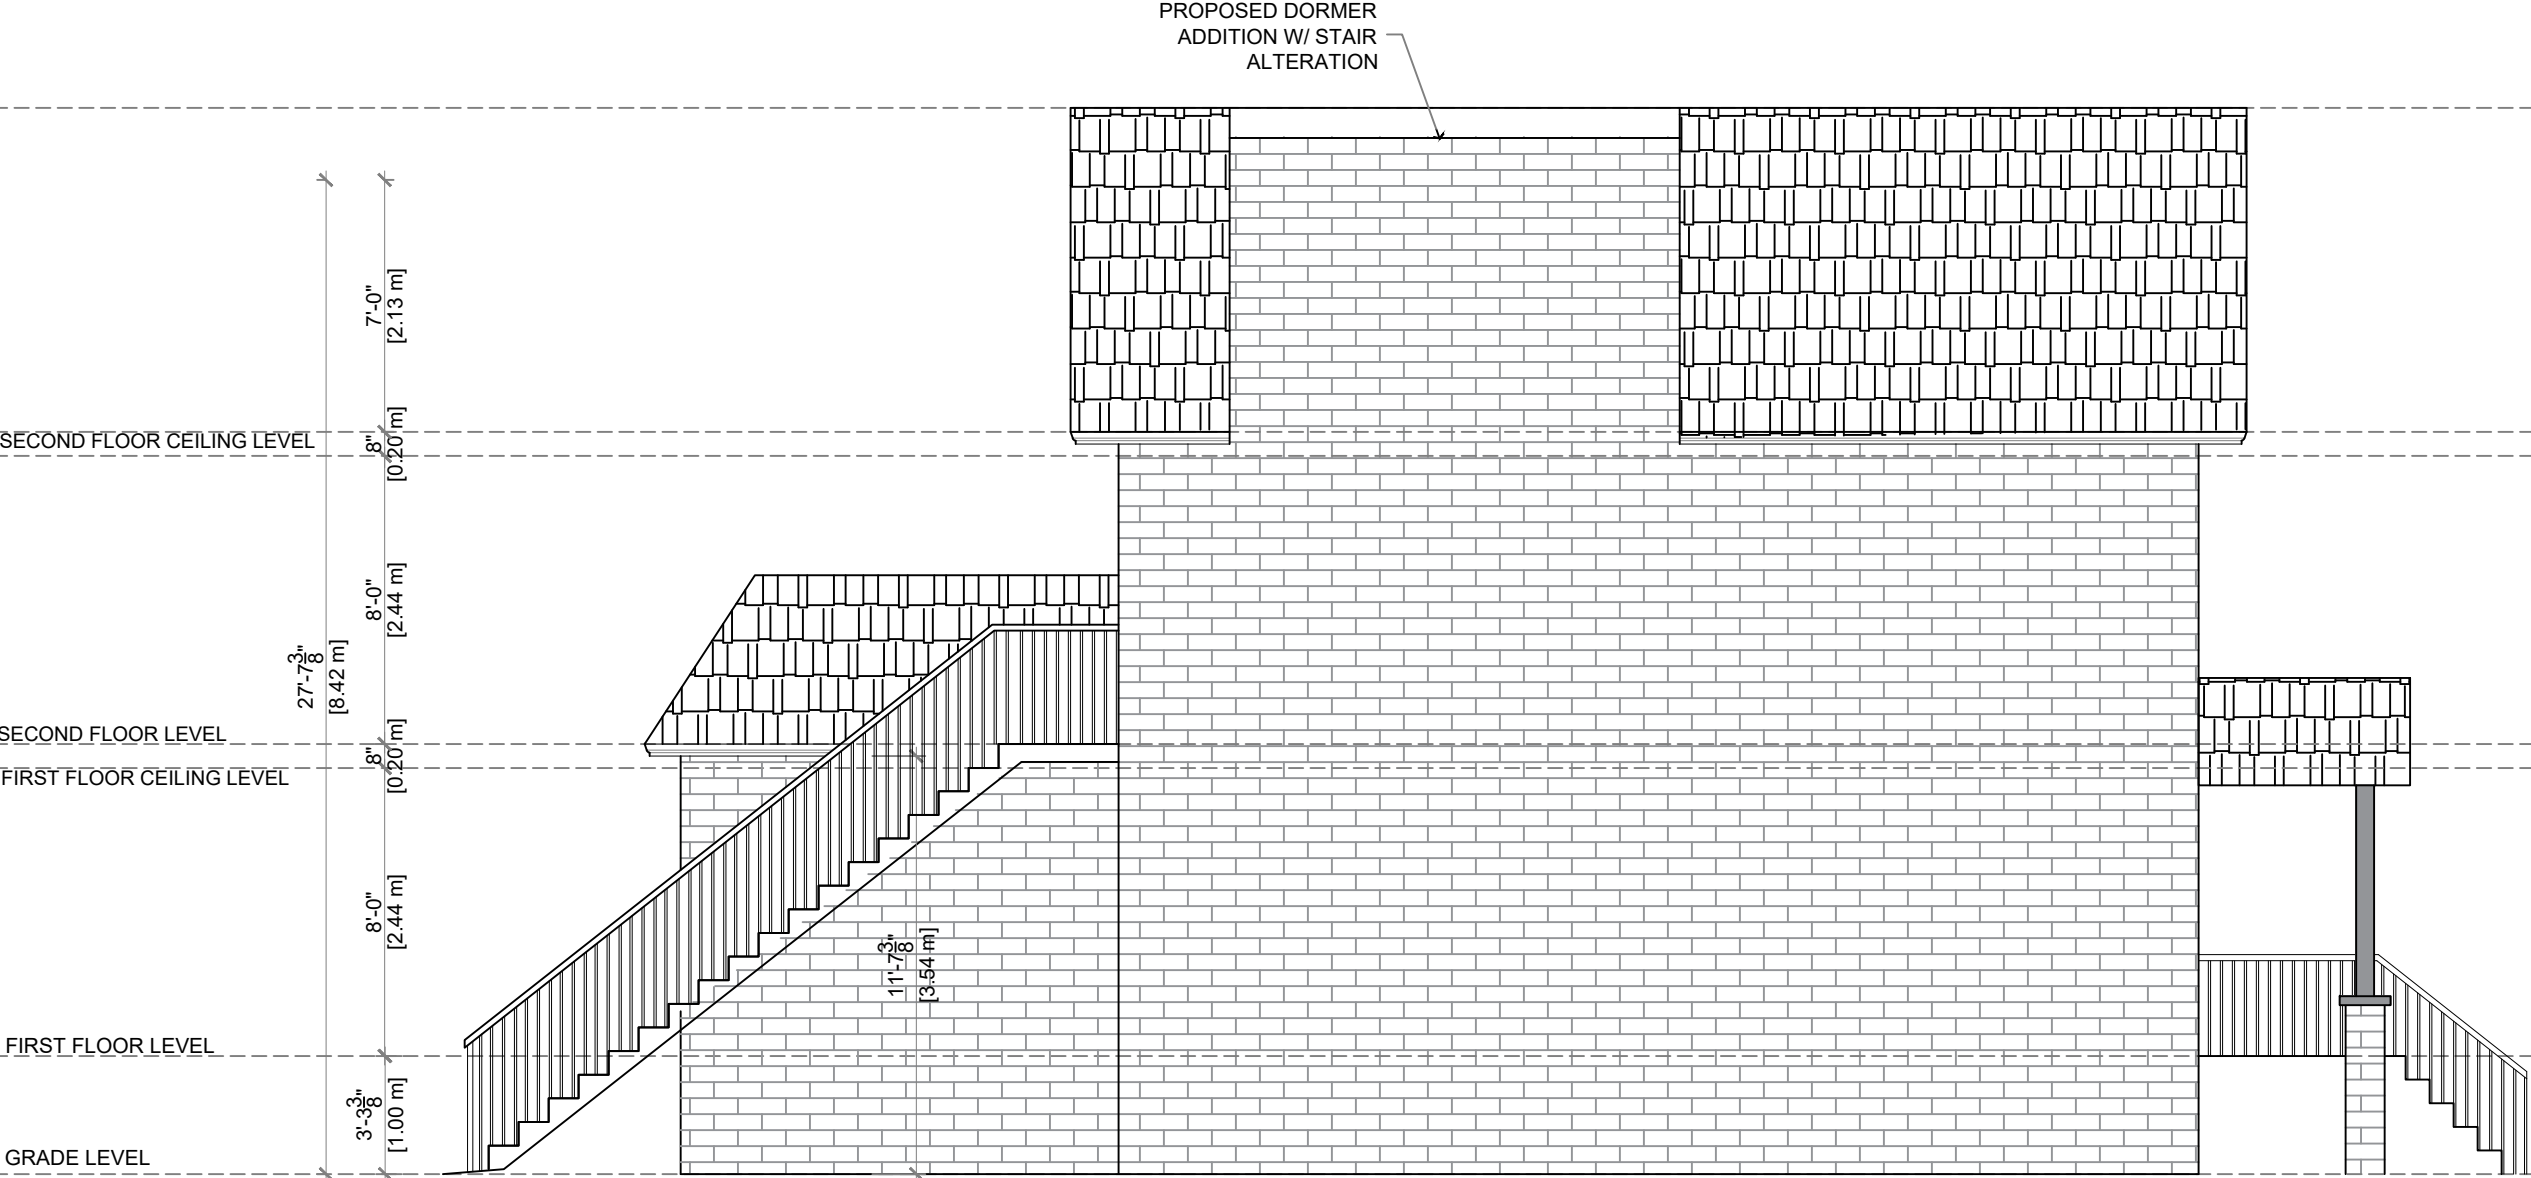 PROPOSED DORMER
ADDITION W/ STAIR
ALTERATION
7'-0"
[2.13 m]
SECOND FLOOR CEILING LEVEL
8"
[0.20 m]
8'-0"
[2.44 m]
27'-7 3/8"
[8.42 m]
SECOND FLOOR LEVEL
8"
[0.20 m]
FIRST FLOOR CEILING LEVEL
8'-0"
[2.44 m]
11'-7 3/8"
[3.54 m]
FIRST FLOOR LEVEL
3'-3 3/8"
[1.00 m]
GRADE LEVEL